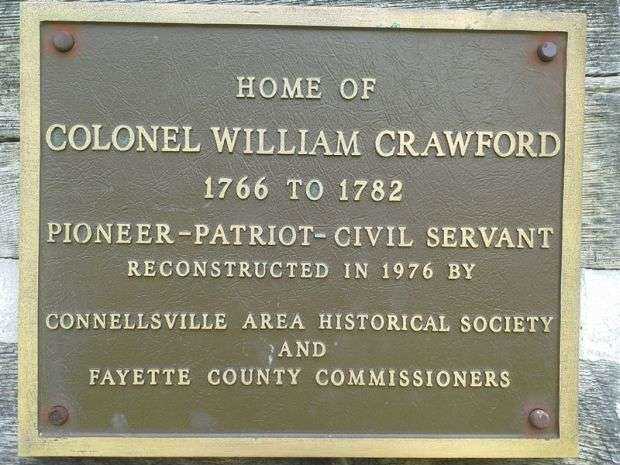 HOME OF
COLONEL WILLIAM CRAWFORD
1766 TO 1782
PIONEER-PATRIOT-CIVIL SERVANT
RECONSTRUCTED IN 1976 BY
CONNELLSVILLE AREA HISTORICAL SOCIETY
AND
FAYETTE COUNTY COMMISSIONERS